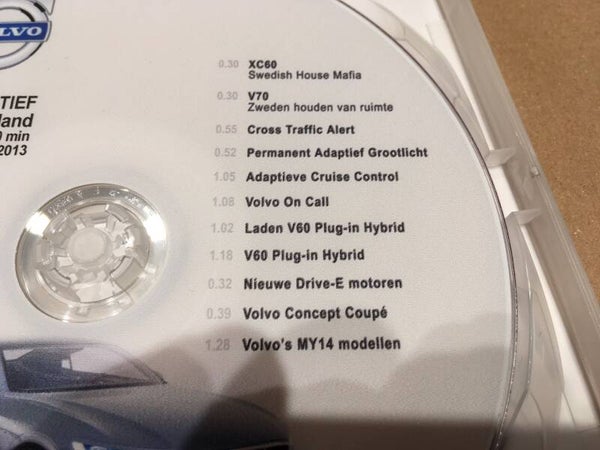 VOLVO
TIEF
land
0 min
2013
0.30 XC60
Swedish House Mafia
0.30 V70
Zweden houden van ruimte
0.55 Cross Traffic Alert
0.52 Permanent Adaptief Grootlicht
1.05 Adaptieve Cruise Control
1.08 Volvo On Call
1.02 Laden V60 Plug-in Hybrid
1.18 V60 Plug-in Hybrid
0.32 Nieuwe Drive-E motoren
0.39 Volvo Concept Coupé
1.28 Volvo's MY14 modellen